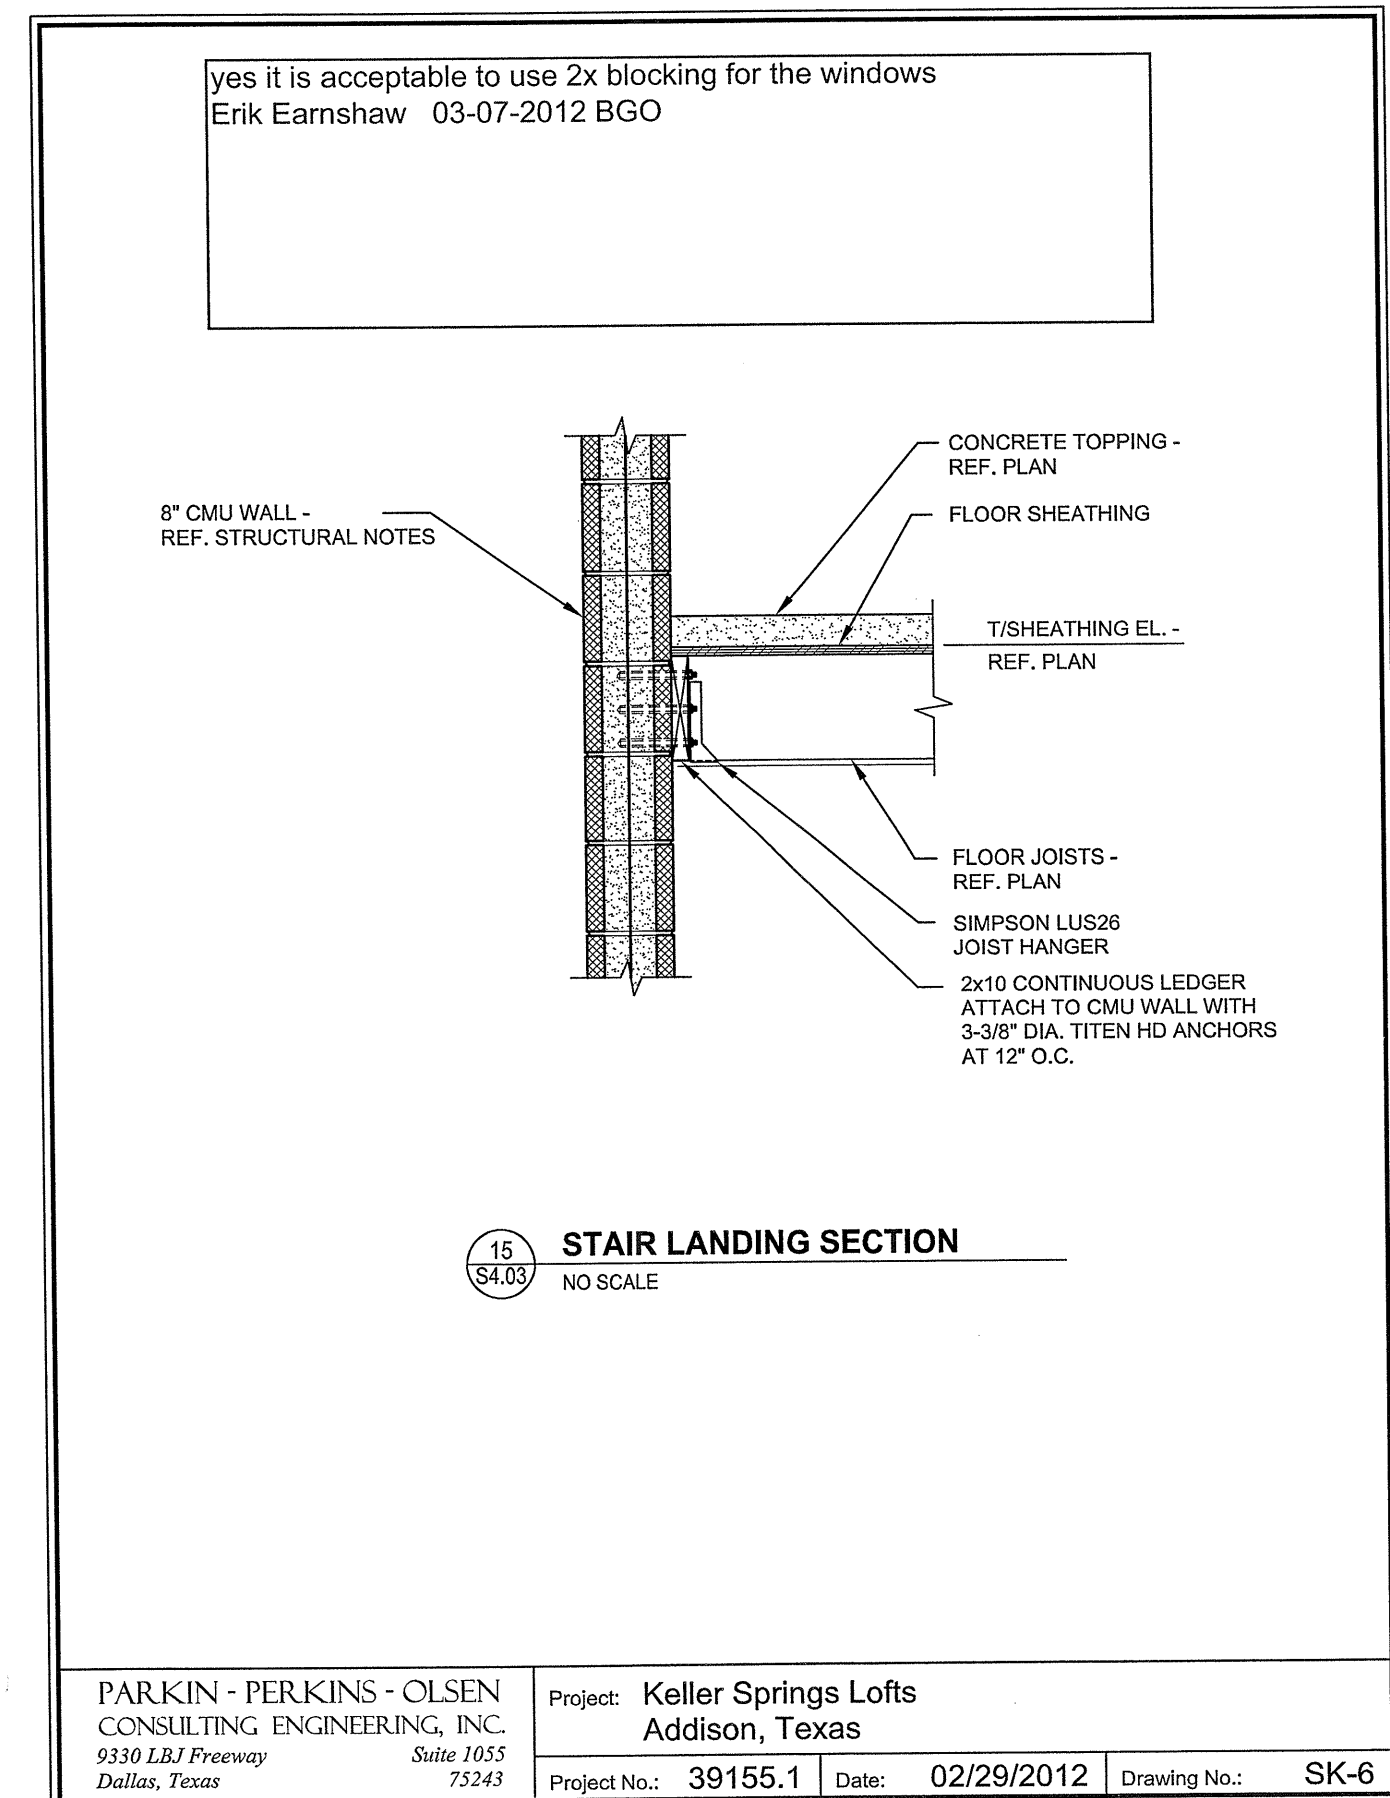 yes it is acceptable to use 2x blocking for the windows
Erik Earnshaw 03-07-2012 BGO
CONCRETE TOPPING -
REF. PLAN
8" CMU WALL -
REF. STRUCTURAL NOTES
FLOOR SHEATHING
T/SHEATHING EL. -
REF. PLAN
FLOOR JOISTS -
REF. PLAN
SIMPSON LUS26
JOIST HANGER
2x10 CONTINUOUS LEDGER
ATTACH TO CMU WALL WITH
3-3/8" DIA. TITEN HD ANCHORS
AT 12" O.C.
15
S4.03
STAIR LANDING SECTION
NO SCALE
PARKIN - PERKINS - OLSEN
CONSULTING ENGINEERING, INC.
9330 LBJ Freeway Suite 1055
Dallas, Texas 75243
Project: Keller Springs Lofts
Addison, Texas
Project No.: 39155.1 Date: 02/29/2012 Drawing No.: SK-6